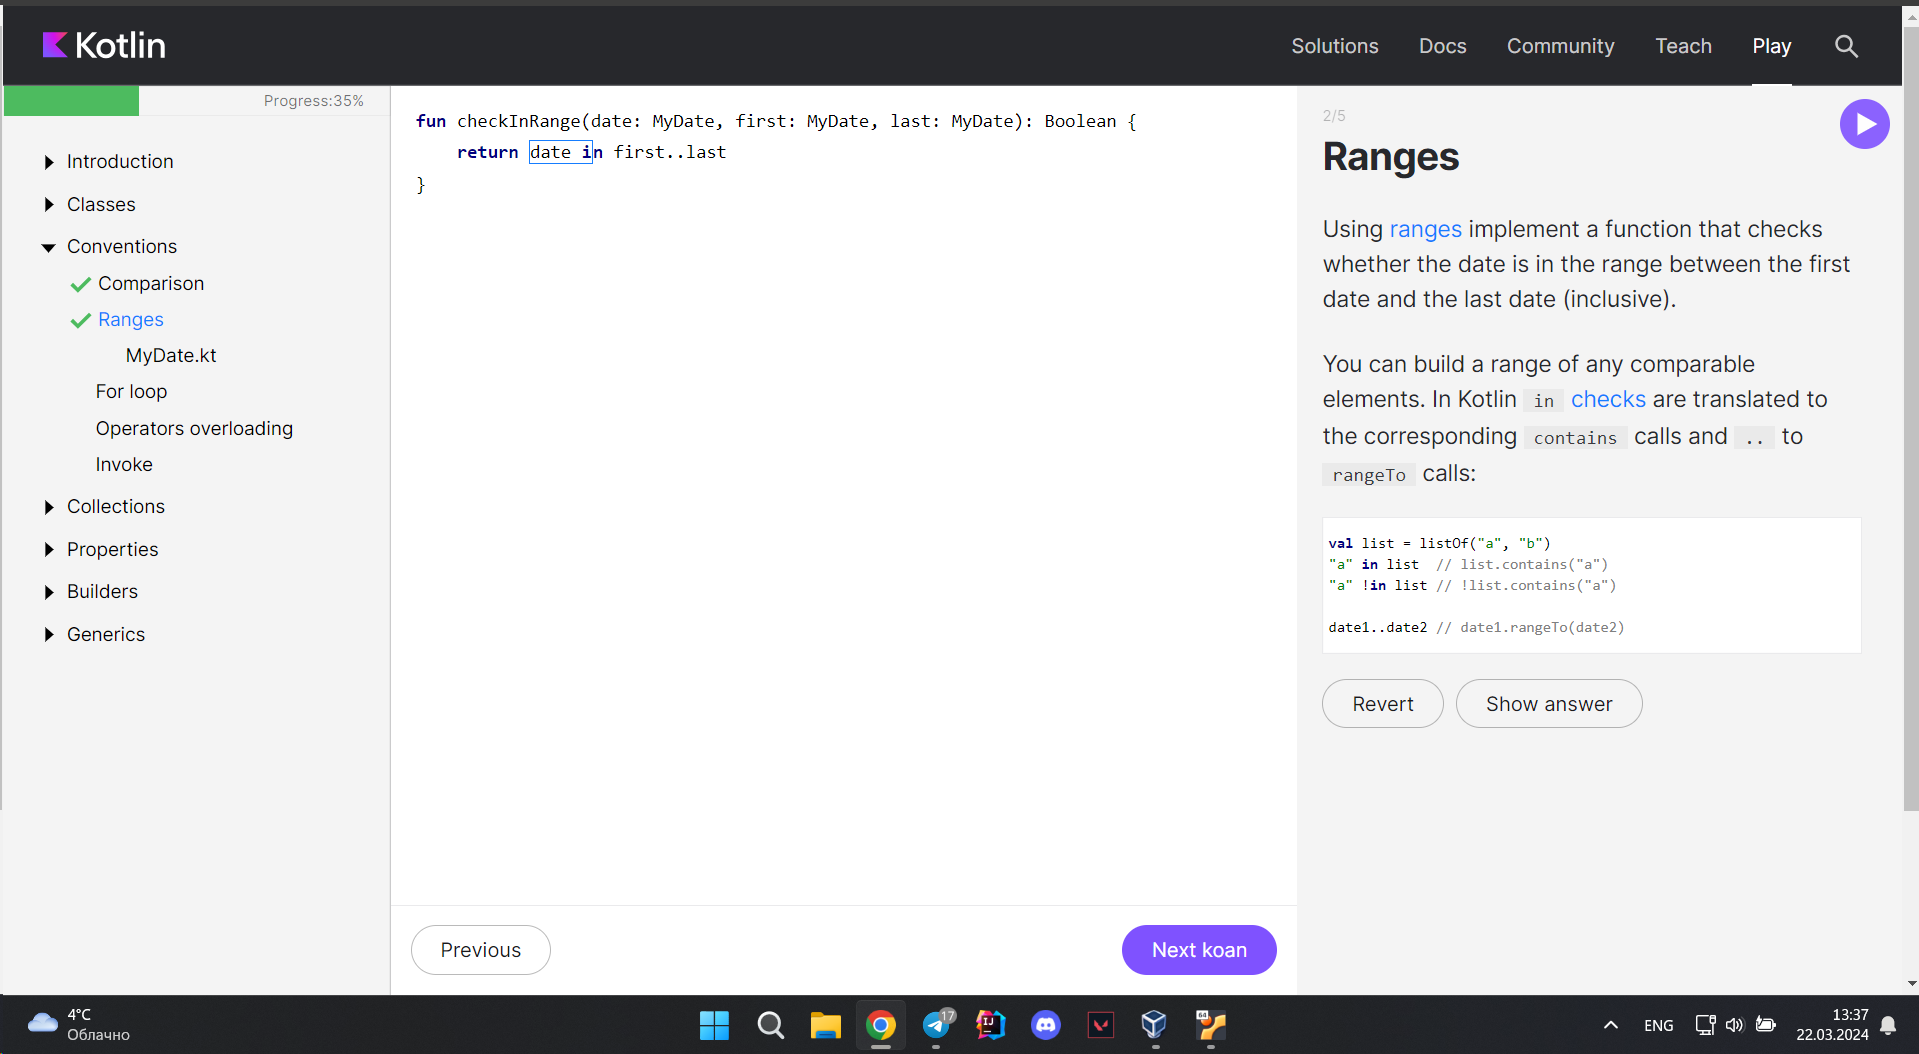 Kotlin
Solutions Docs Community Teach Play
Progress:35%
Introduction
Classes
Conventions
Comparison
Ranges
MyDate.kt
For loop
Operators overloading
Invoke
Collections
Properties
Builders
Generics
fun checkInRange(date: MyDate, first: MyDate, last: MyDate): Boolean {
return date in first..last
}
Previous
Next koan
2/5
Ranges
Using ranges implement a function that checks
whether the date is in the range between the first
date and the last date (inclusive).
You can build a range of any comparable
elements. In Kotlin in checks are translated to
the corresponding contains calls and .. to
rangeTo calls:
val list = listOf("a", "b")
"a" in list // list.contains("a")
"a" !in list // !list.contains("a")
date1..date2 // date1.rangeTo(date2)
Revert
Show answer
4°C
Облачно
17
IJ
64
ENG
13:37
22.03.2024